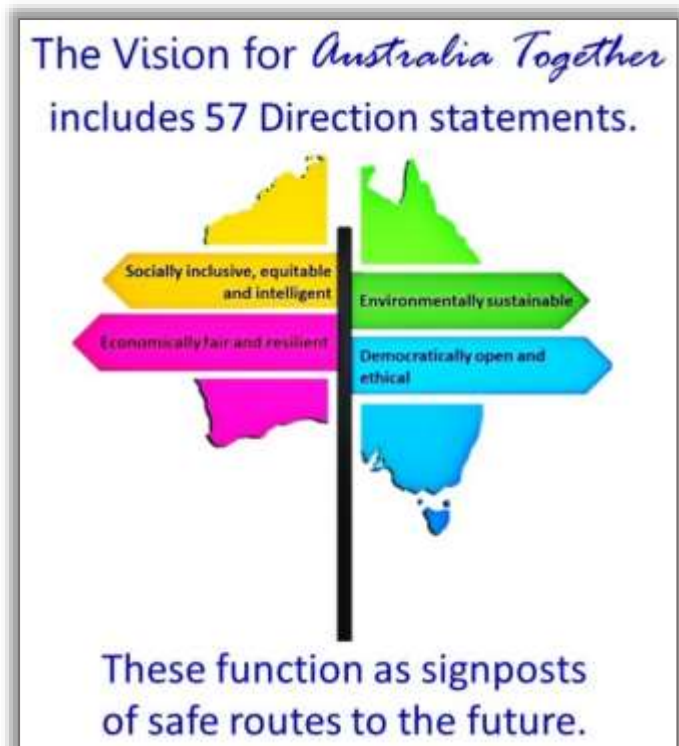 The Vision for Australia Together
includes 57 Direction statements.
Socially inclusive, equitable
and intelligent
Environmentally sustainable
Economically fair and resilient
Democratically open and
ethical
These function as signposts
of safe routes to the future.